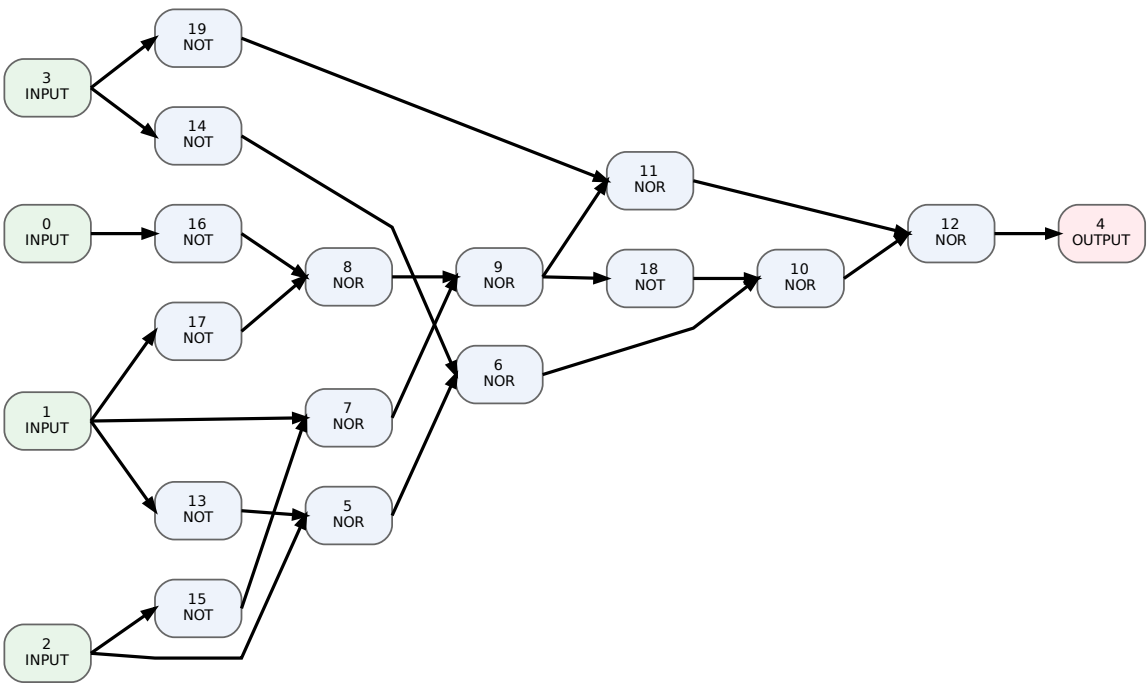 19
NOT
3
INPUT
14
NOT
11
NOR
0
INPUT
16
NOT
12
NOR
4
OUTPUT
8
NOR
9
NOR
18
NOT
10
NOR
17
NOT
6
NOR
1
INPUT
7
NOR
13
NOT
5
NOR
15
NOT
2
INPUT